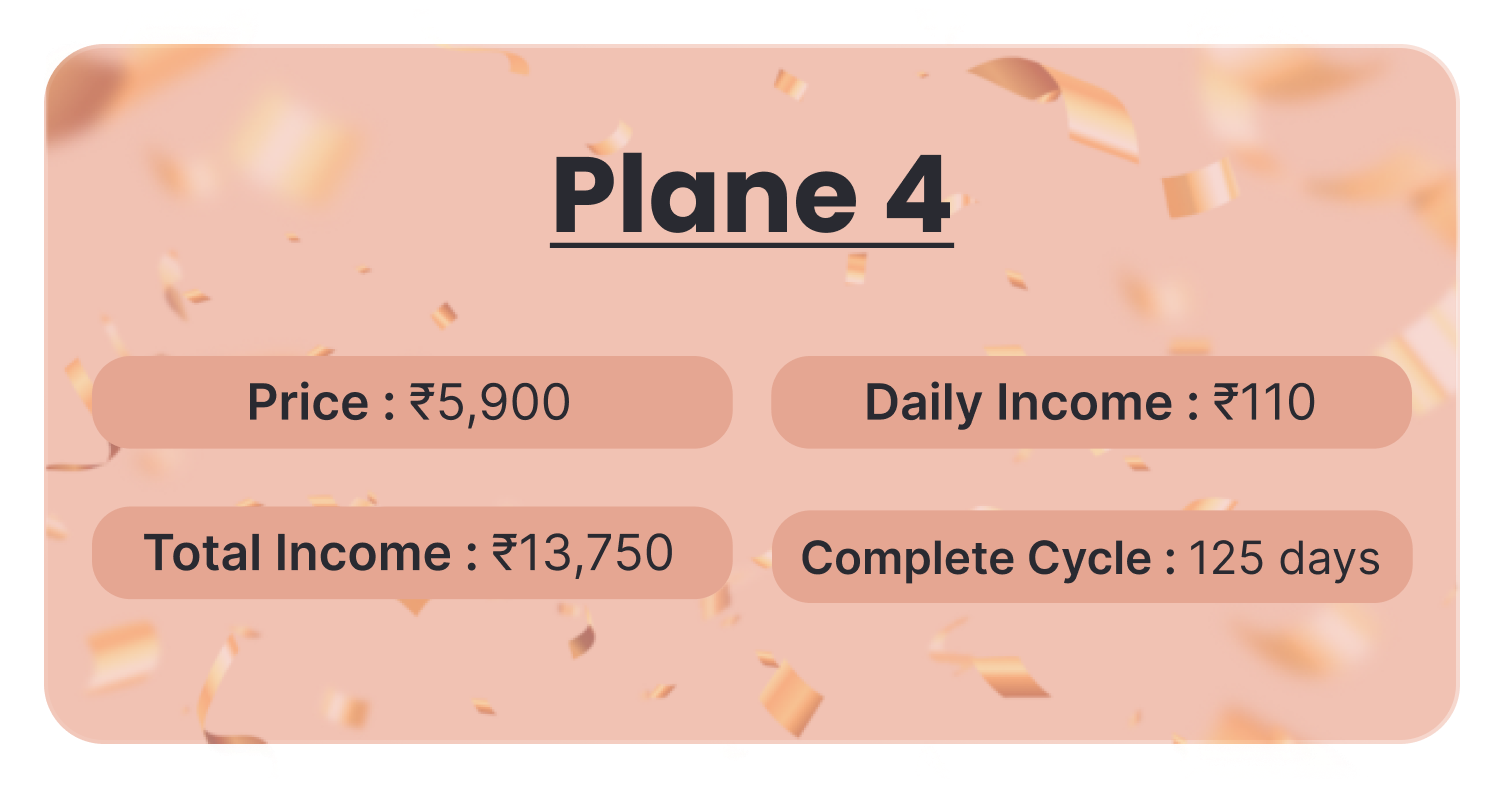 Plane 4
Price : ₹5,900
Daily Income : ₹110
Total Income : ₹13,750
Complete Cycle : 125 days